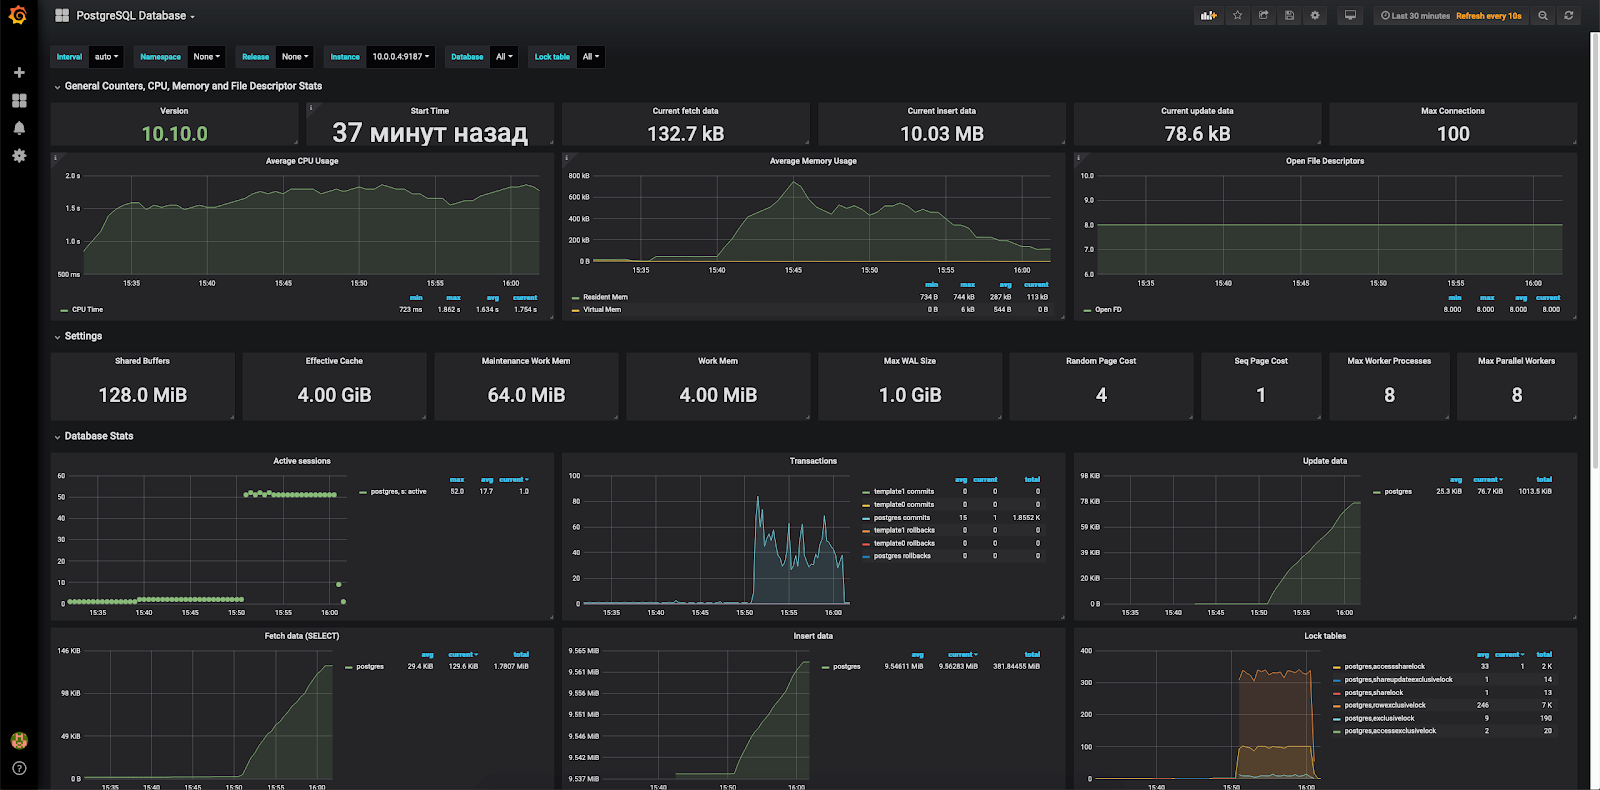 PostgreSQL Database
Last 30 minutes Refresh every 10s
Interval auto Namespace None Release None Instance 10.0.0.4:9187 Database All Lock table All
General Counters, CPU, Memory and File Descriptor Stats
Version
10.10.0
Start Time
37 минут назад
Current fetch data
132.7 kB
Current insert data
10.03 MB
Current update data
78.6 kB
Max Connections
100
Average CPU Usage
2.0 s
1.5 s
1.0 s
500 ms
15:35 15:40 15:45 15:50 15:55 16:00
min max avg current
CPU Time 723 ms 1.862 s 1.634 s 1.754 s
Average Memory Usage
800 kB
600 kB
400 kB
200 kB
0 B
15:35 15:40 15:45 15:50 15:55 16:00
min max avg current
Resident Mem 734 B 744 kB 287 kB 113 kB
Virtual Mem 0 B 6 kB 544 B 0 B
Open File Descriptors
10.0
9.0
8.0
7.0
6.0
15:35 15:40 15:45 15:50 15:55 16:00
min max avg current
Open FD 8.000 8.000 8.000 8.000
Settings
Shared Buffers
128.0 MiB
Effective Cache
4.00 GiB
Maintenance Work Mem
64.0 MiB
Work Mem
4.00 MiB
Max WAL Size
1.0 GiB
Random Page Cost
4
Seq Page Cost
1
Max Worker Processes
8
Max Parallel Workers
8
Database Stats
Active sessions
60
50
40
30
20
10
0
15:35 15:40 15:45 15:50 15:55 16:00
max avg current
postgres, s: active 52.0 17.7 1.0
Transactions
100
80
60
40
20
0
15:35 15:40 15:45 15:50 15:55 16:00
avg current total
template1 commits 0 0 0
template0 commits 0 0 0
postgres commits 15 1 1.8552 K
template1 rollbacks 0 0 0
template0 rollbacks 0 0 0
postgres rollbacks 0 0 0
Update data
98 KiB
78 KiB
59 KiB
39 KiB
20 KiB
0 B
15:35 15:40 15:45 15:50 15:55 16:00
avg current total
postgres 25.3 KiB 76.7 KiB 1013.5 KiB
Fetch data (SELECT)
146 KiB
98 KiB
49 KiB
0 B
15:35 15:40 15:45 15:50 15:55 16:00
avg current total
postgres 29.4 KiB 129.6 KiB 1.7807 MiB
Insert data
9.565 MiB
9.561 MiB
9.556 MiB
9.551 MiB
9.546 MiB
9.542 MiB
9.537 MiB
15:40 15:50 16:00
avg current total
postgres 9.54611 MiB 9.56283 MiB 381.84455 MiB
Lock tables
400
300
200
100
0
15:40 15:50 16:00
avg current total
postgres,accesssharelock 33 1 2 K
postgres,shareupdateexclusivelock 1 14
postgres,sharelock 1 13
postgres,rowexclusivelock 246 7 K
postgres,exclusivelock 9 190
postgres,accessexclusivelock 2 20